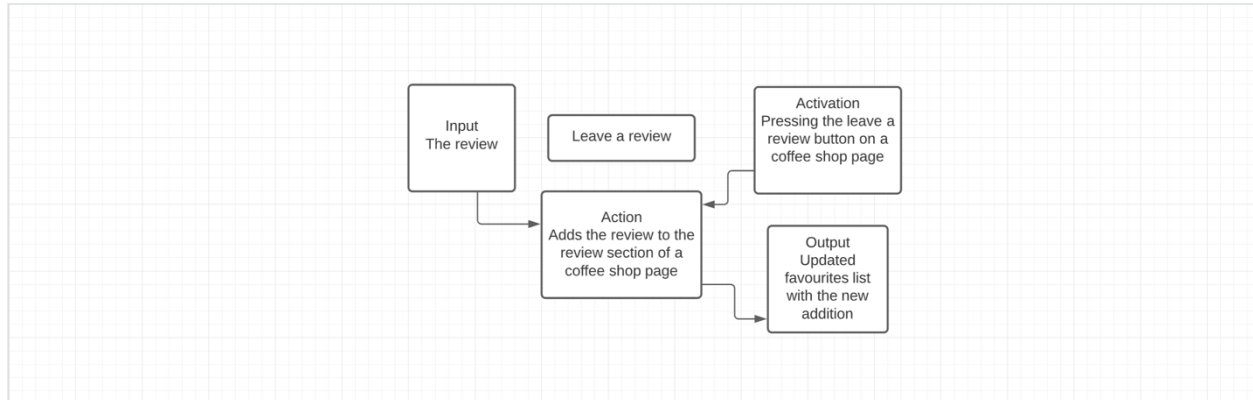 Input
The review
Leave a review
Activation
Pressing the leave a
review button on a
coffee shop page
Action
Adds the review to the
review section of a
coffee shop page
Output
Updated
favourites list
with the new
addition